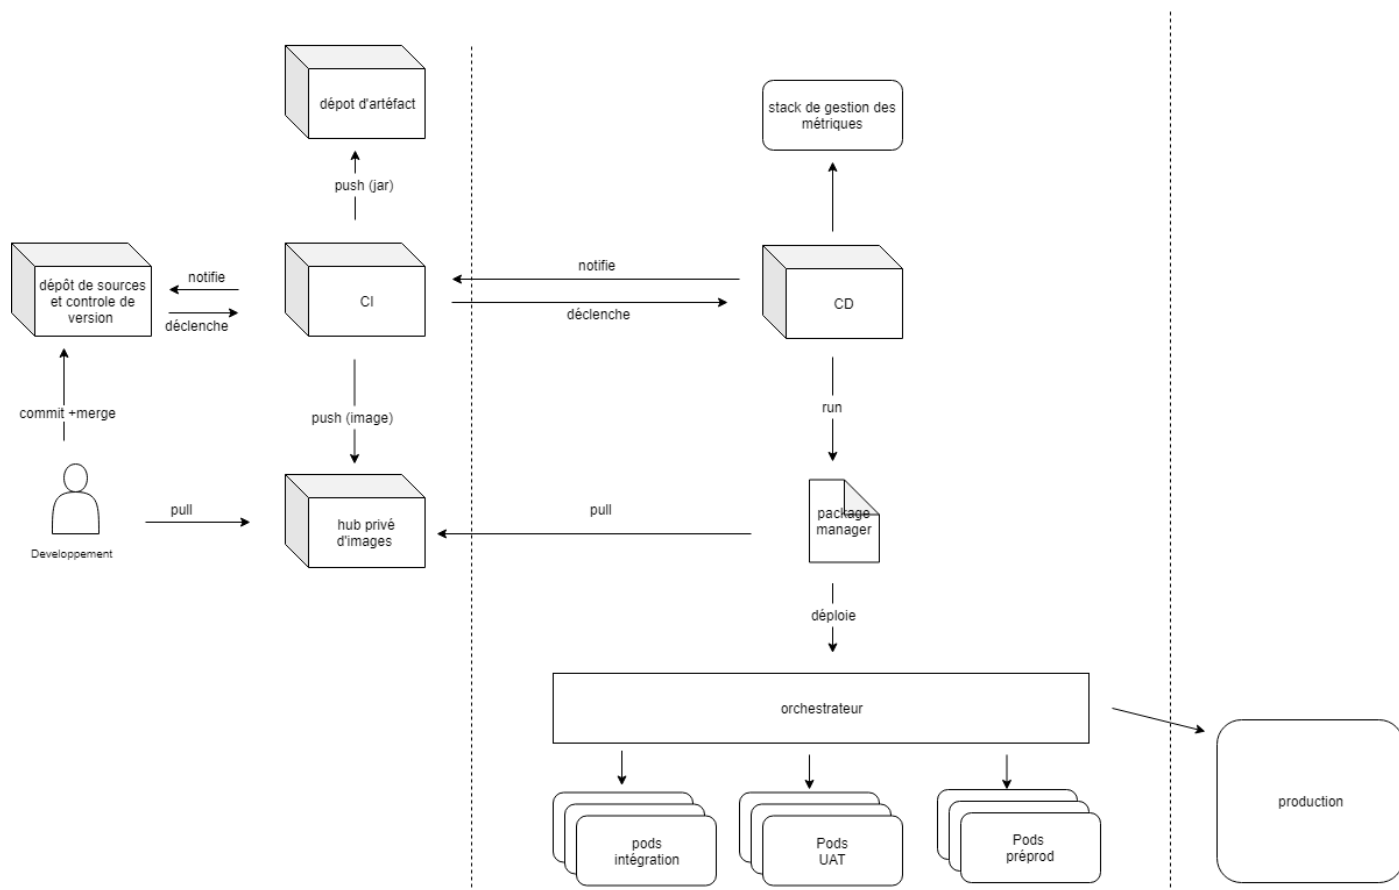 dépot d'artéfact
stack de gestion des
métriques
push (jar)
dépôt de sources
et controle de
version
notifie
déclenche
CI
notifie
déclenche
CD
commit +merge
push (image)
run
Developpement
pull
hub privé
d'images
pull
package
manager
déploie
orchestrateur
pods
intégration
Pods
UAT
Pods
préprod
production